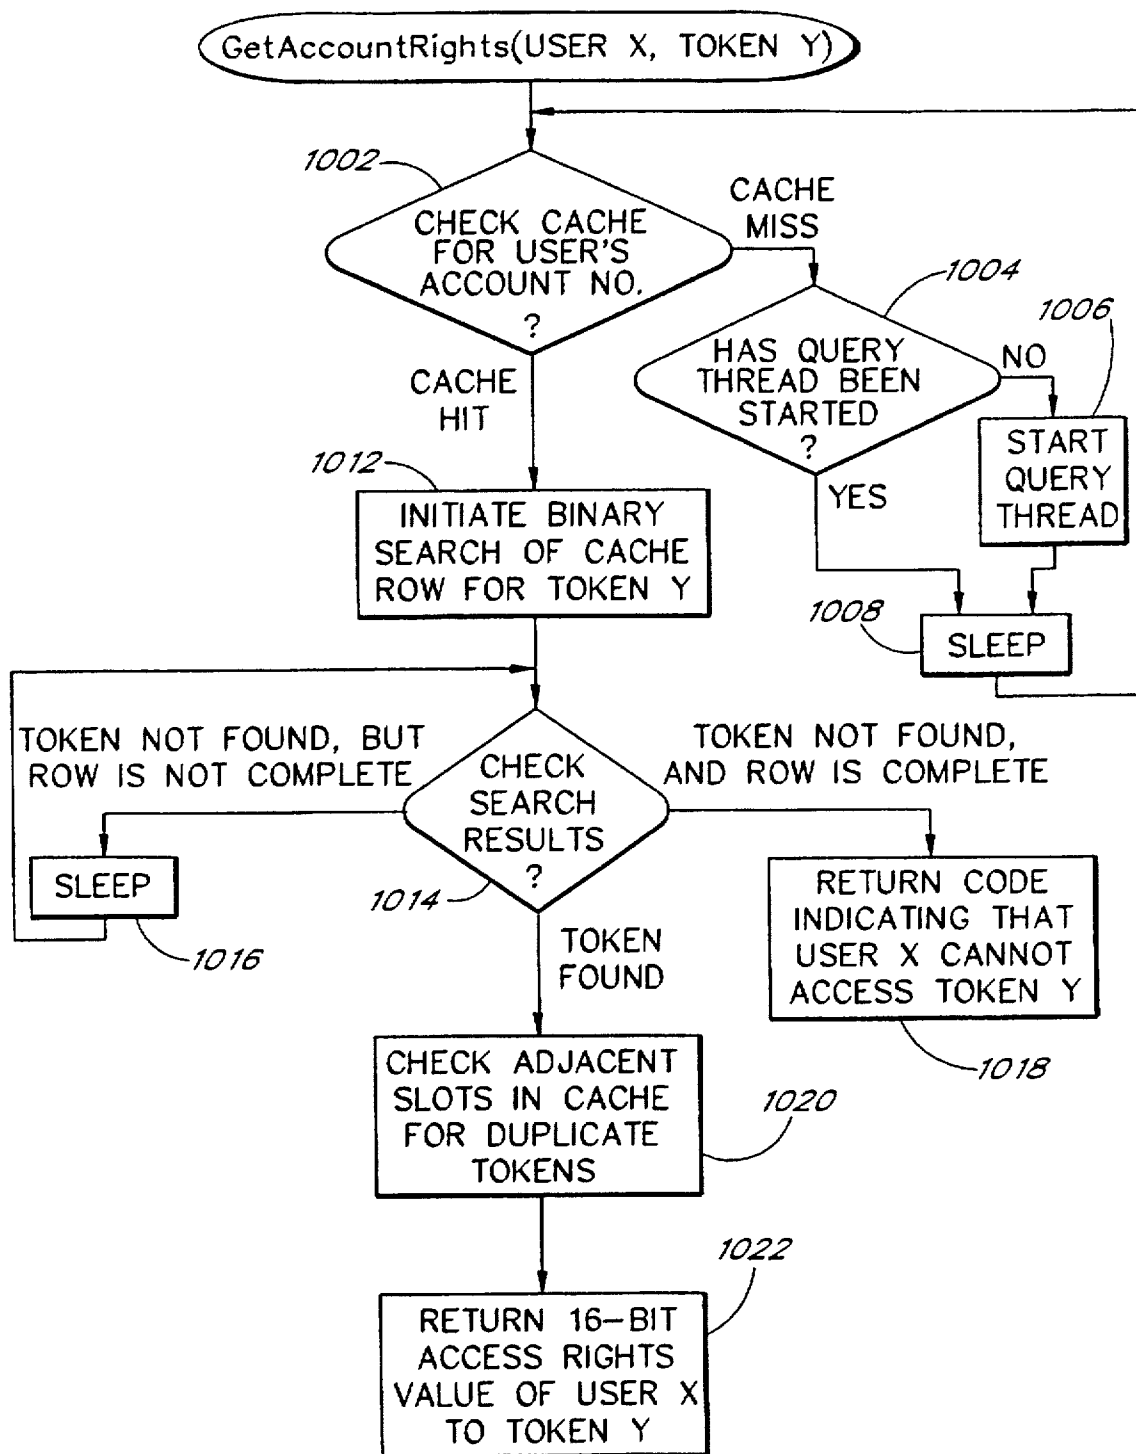 GetAccountRights(USER X, TOKEN Y)
1002
CHECK CACHE
FOR USER'S
ACCOUNT NO.
?
CACHE
MISS
1004
HAS QUERY
THREAD BEEN
STARTED
?
NO
1006
START
QUERY
THREAD
YES
1008
SLEEP
CACHE
HIT
1012
INITIATE BINARY
SEARCH OF CACHE
ROW FOR TOKEN Y
TOKEN NOT FOUND, BUT
ROW IS NOT COMPLETE
CHECK
SEARCH
RESULTS
?
1014
TOKEN NOT FOUND,
AND ROW IS COMPLETE
SLEEP
1016
RETURN CODE
INDICATING THAT
USER X CANNOT
ACCESS TOKEN Y
1018
TOKEN
FOUND
CHECK ADJACENT
SLOTS IN CACHE
FOR DUPLICATE
TOKENS
1020
1022
RETURN 16-BIT
ACCESS RIGHTS
VALUE OF USER X
TO TOKEN Y